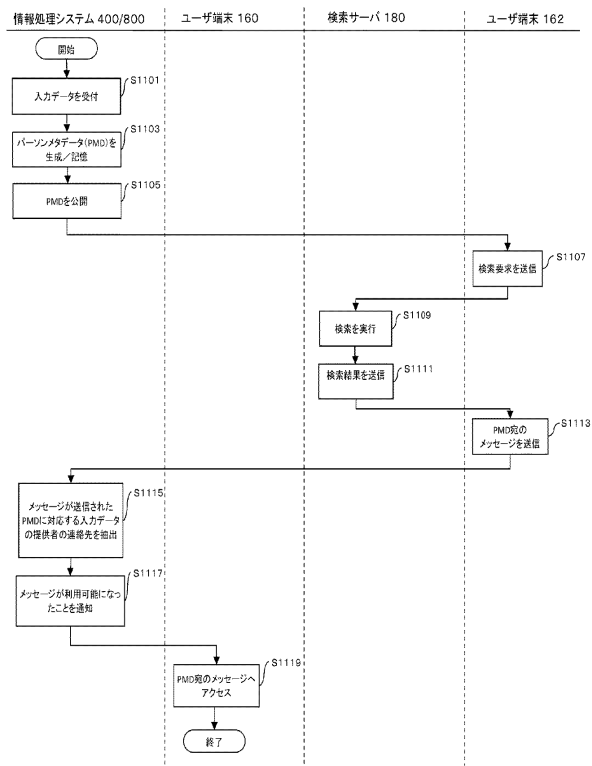 情報処理システム 400/800
ユーザ端末 160
検索サーバ 180
ユーザ端末 162
開始
S1101
入力データを受付
S1103
パーソンメタデータ(PMD)を
生成／記憶
S1105
PMDを公開
S1107
検索要求を送信
S1109
検索を実行
S1111
検索結果を送信
S1113
PMD宛の
メッセージを送信
S1115
メッセージが送信された
PMDに対応する入力データ
の提供者の連絡先を抽出
S1117
メッセージが利用可能になっ
たことを通知
S1119
PMD宛のメッセージへ
アクセス
終了